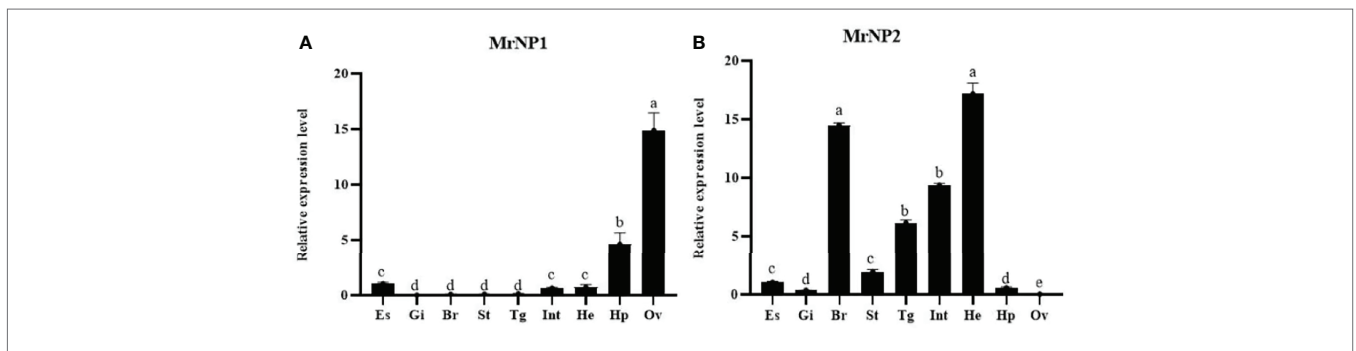 A
MrNP1
Relative expression level
20
15
10
5
0
c
d
d
d
d
c
c
b
a
Es Gi Br St Tg Int He Hp Ov
B
MrNP2
Relative expression level
20
15
10
5
0
c
d
a
c
b
b
a
d
e
Es Gi Br St Tg Int He Hp Ov